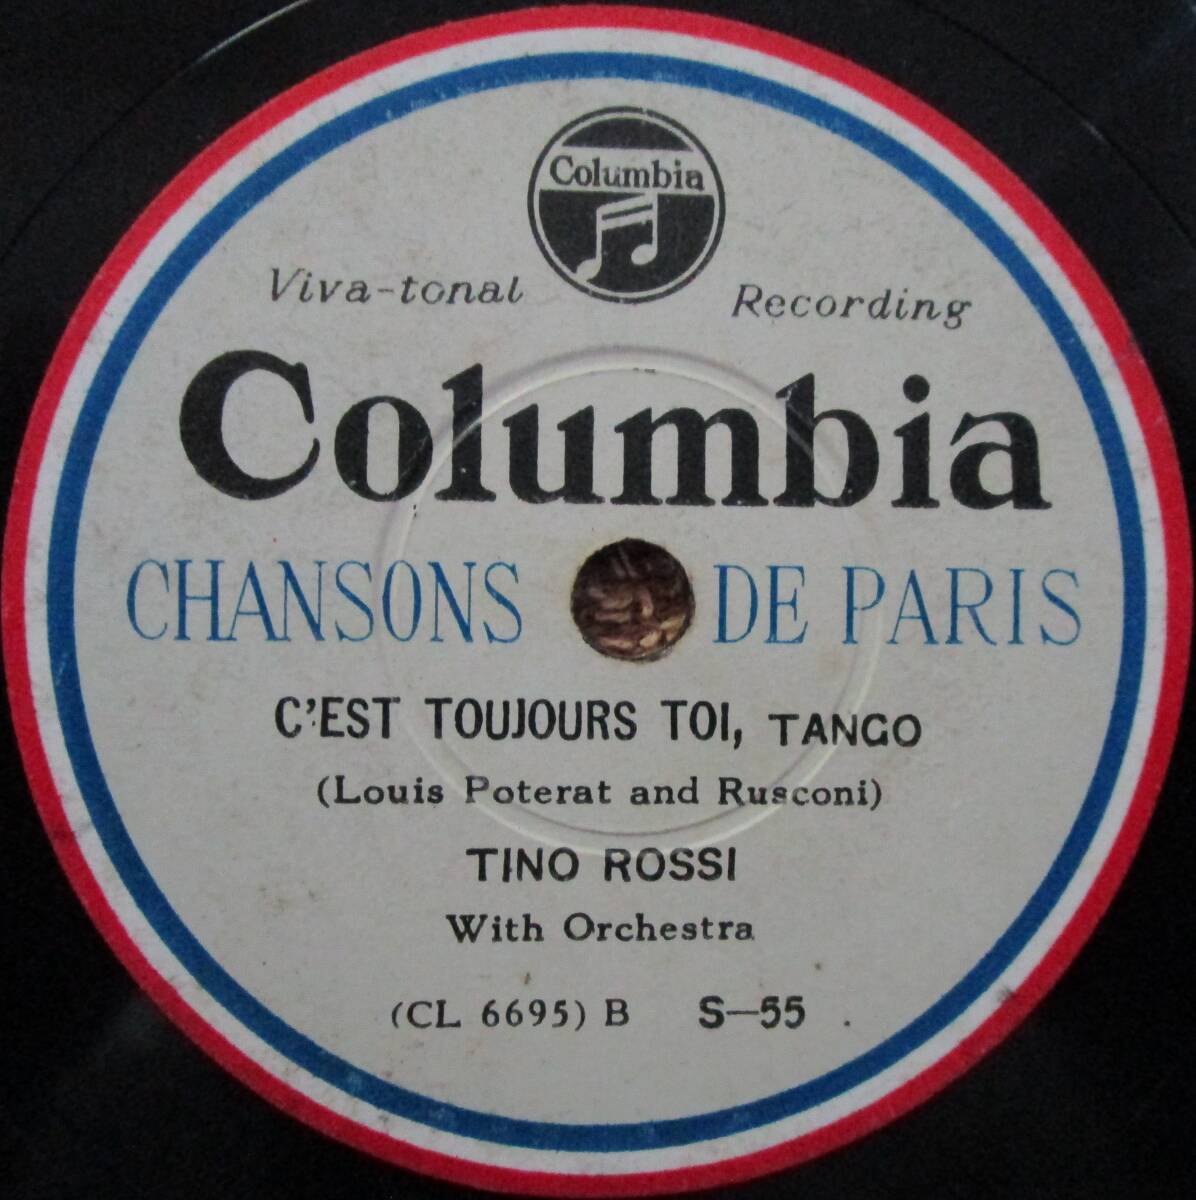 Columbia
Viva-tonal Recording
Columbia
CHANSONS DE PARIS
C'EST TOUJOURS TOI, TANGO
(Louis Poterat and Rusconi)
TINO ROSSI
With Orchestra
(CL 6695) B S—55